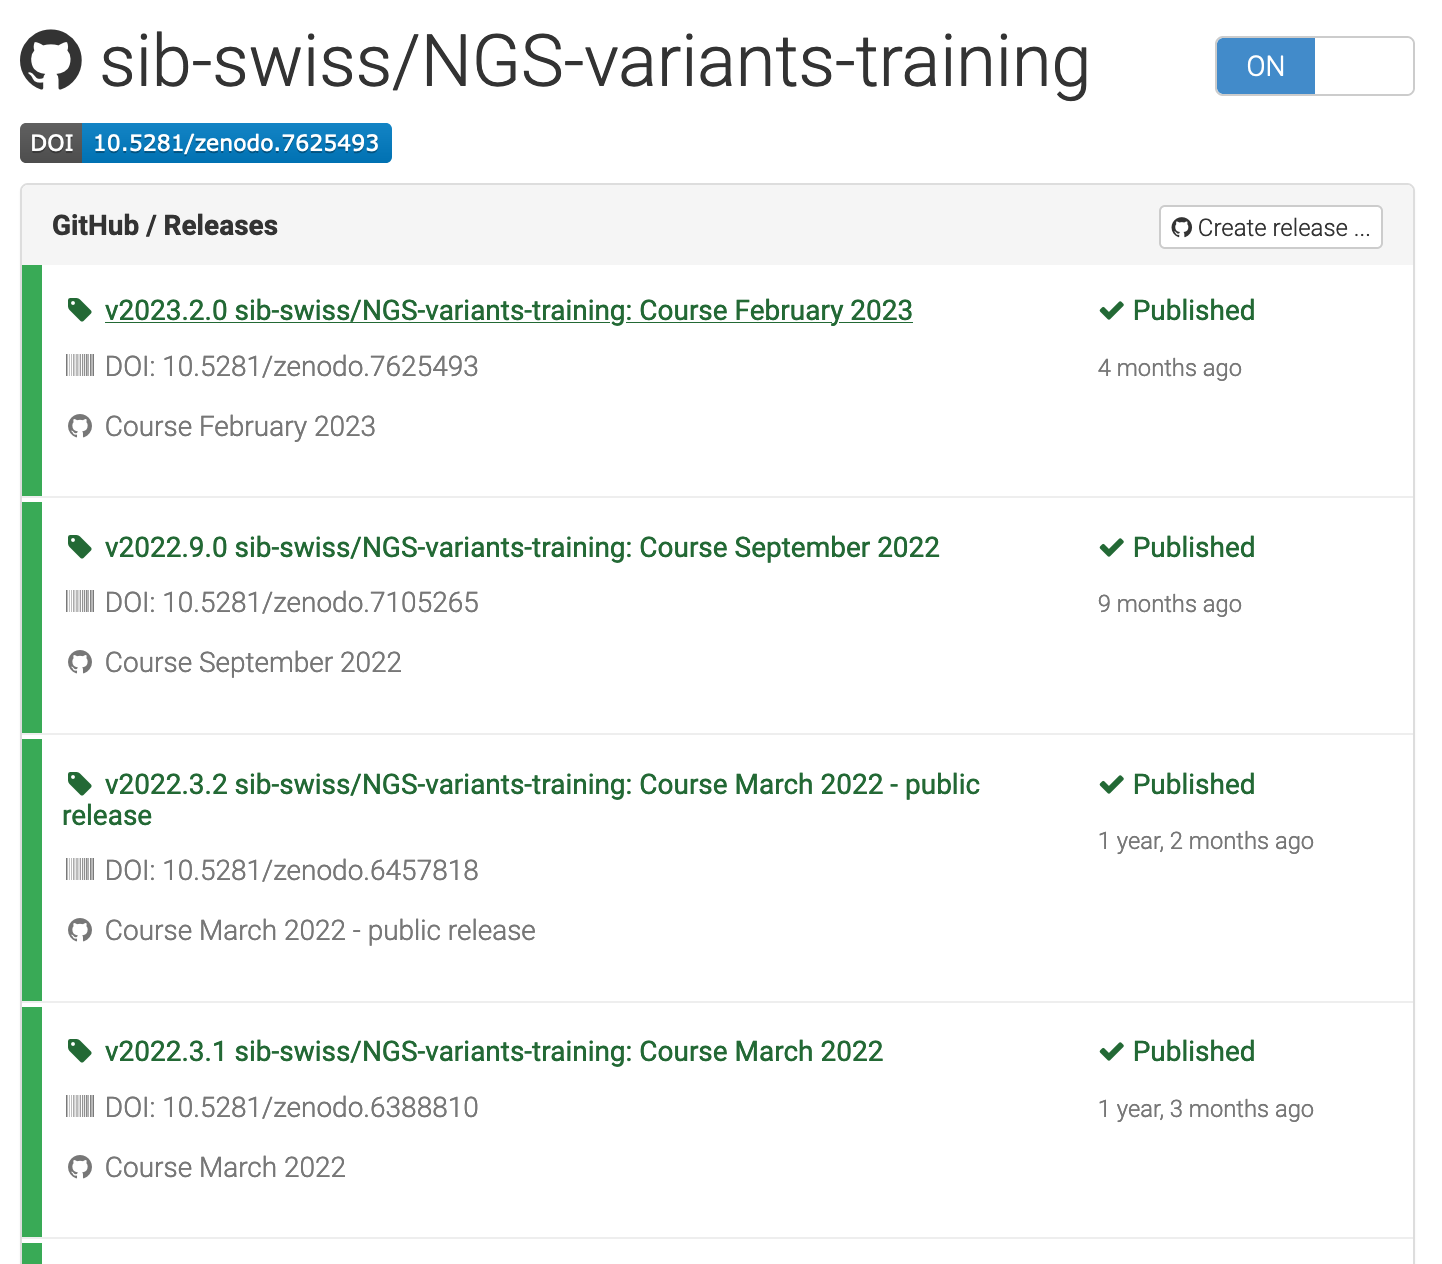 sib-swiss/NGS-variants-training
ON
DOI 10.5281/zenodo.7625493
GitHub / Releases
Create release ...
v2023.2.0 sib-swiss/NGS-variants-training: Course February 2023
Published
DOI: 10.5281/zenodo.7625493
4 months ago
Course February 2023
v2022.9.0 sib-swiss/NGS-variants-training: Course September 2022
Published
DOI: 10.5281/zenodo.7105265
9 months ago
Course September 2022
v2022.3.2 sib-swiss/NGS-variants-training: Course March 2022 - public
release
Published
1 year, 2 months ago
DOI: 10.5281/zenodo.6457818
Course March 2022 - public release
v2022.3.1 sib-swiss/NGS-variants-training: Course March 2022
Published
DOI: 10.5281/zenodo.6388810
1 year, 3 months ago
Course March 2022